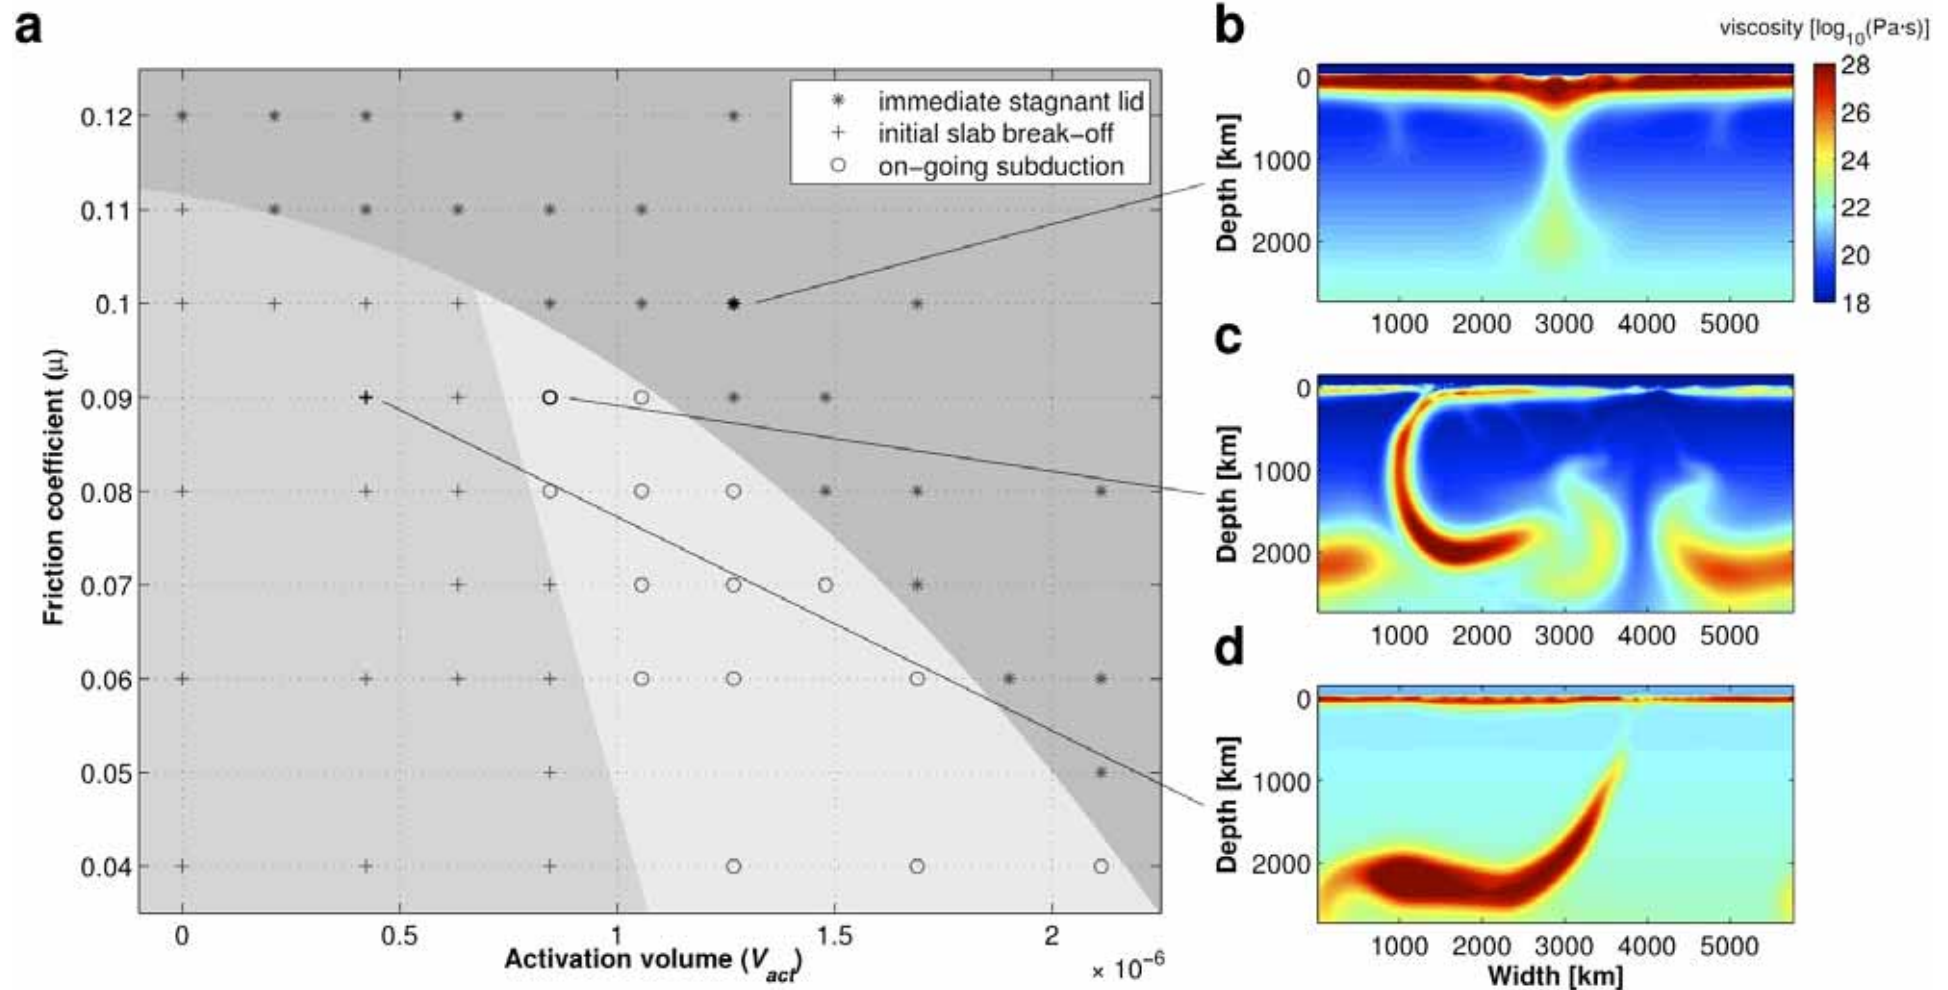 a
immediate stagnant lid
initial slab break-off
on-going subduction
0.12
0.11
0.1
0.09
0.08
0.07
0.06
0.05
0.04
Friction coefficient (μ)
0 0.5 1 1.5 2
Activation volume (V_act)
× 10^-6
b
viscosity [log10(Pa·s)]
28
26
24
22
20
18
0
1000
2000
Depth [km]
1000 2000 3000 4000 5000
c
0
1000
2000
Depth [km]
1000 2000 3000 4000 5000
d
0
1000
2000
Depth [km]
1000 2000 3000 4000 5000
Width [km]